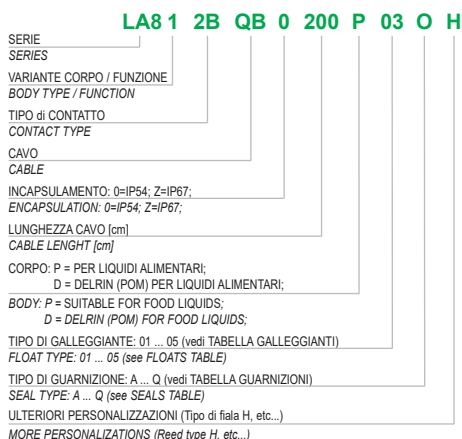 LA8 1 2B QB 0 200 P 03 O H
SERIE
SERIES
VARIANTE CORPO / FUNZIONE
BODY TYPE / FUNCTION
TIPO di CONTATTO
CONTACT TYPE
CAVO
CABLE
INCAPSULAMENTO: 0=IP54; Z=IP67;
ENCAPSULATION: 0=IP54; Z=IP67;
LUNGHEZZA CAVO [cm]
CABLE LENGHT [cm]
CORPO: P = PER LIQUIDI ALIMENTARI;
D = DELRIN (POM) PER LIQUIDI ALIMENTARI;
BODY: P = SUITABLE FOR FOOD LIQUIDS;
D = DELRIN (POM) FOR FOOD LIQUIDS;
TIPO DI GALLEGGIANTE: 01 ... 05 (vedi TABELLA GALLEGGIANTI)
FLOAT TYPE: 01 ... 05 (see FLOATS TABLE)
TIPO DI GUARNIZIONE: A ... Q (vedi TABELLA GUARNIZIONI)
SEAL TYPE: A ... Q (see SEALS TABLE)
ULTERIORI PERSONALIZZAZIONI (Tipo di fiala H, etc...)
MORE PERSONALIZATIONS (Reed type H, etc...)